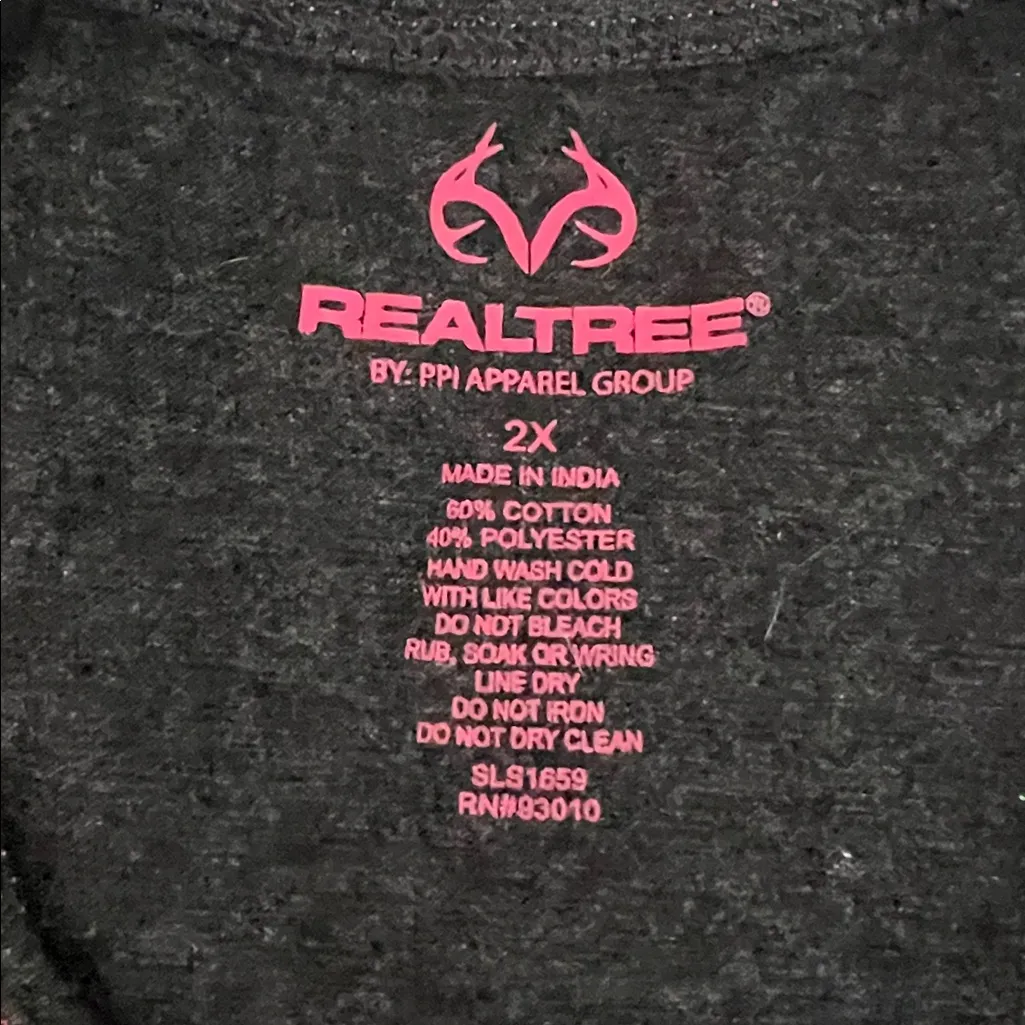 REALTREE®
BY: PPI APPAREL GROUP
2X
MADE IN INDIA
60% COTTON
40% POLYESTER
HAND WASH COLD
WITH LIKE COLORS
DO NOT BLEACH
RUB, SOAK OR WRING
LINE DRY
DO NOT IRON
DO NOT DRY CLEAN
SLS1659
RN#93010